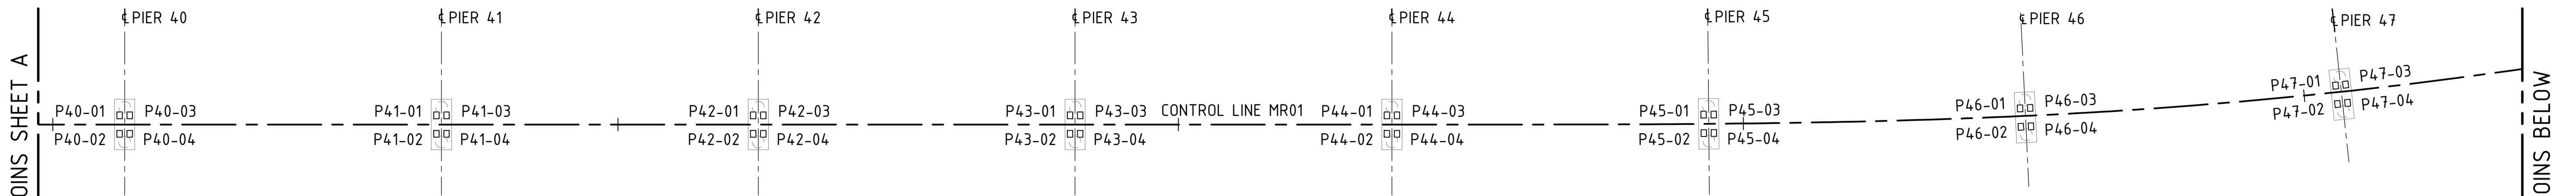 ℄ PIER 40
℄ PIER 41
℄ PIER 42
℄ PIER 43
℄ PIER 44
℄ PIER 45
℄ PIER 46
℄ PIER 47
OINS SHEET A
P40-01 P40-03
P40-02 P40-04
P41-01 P41-03
P41-02 P41-04
P42-01 P42-03
P42-02 P42-04
P43-01 P43-03
P43-02 P43-04
CONTROL LINE MR01
P44-01 P44-03
P44-02 P44-04
P45-01 P45-03
P45-02 P45-04
P46-01 P46-03
P46-02 P46-04
P47-01 P47-03
P47-02 P47-04
OINS BELOW